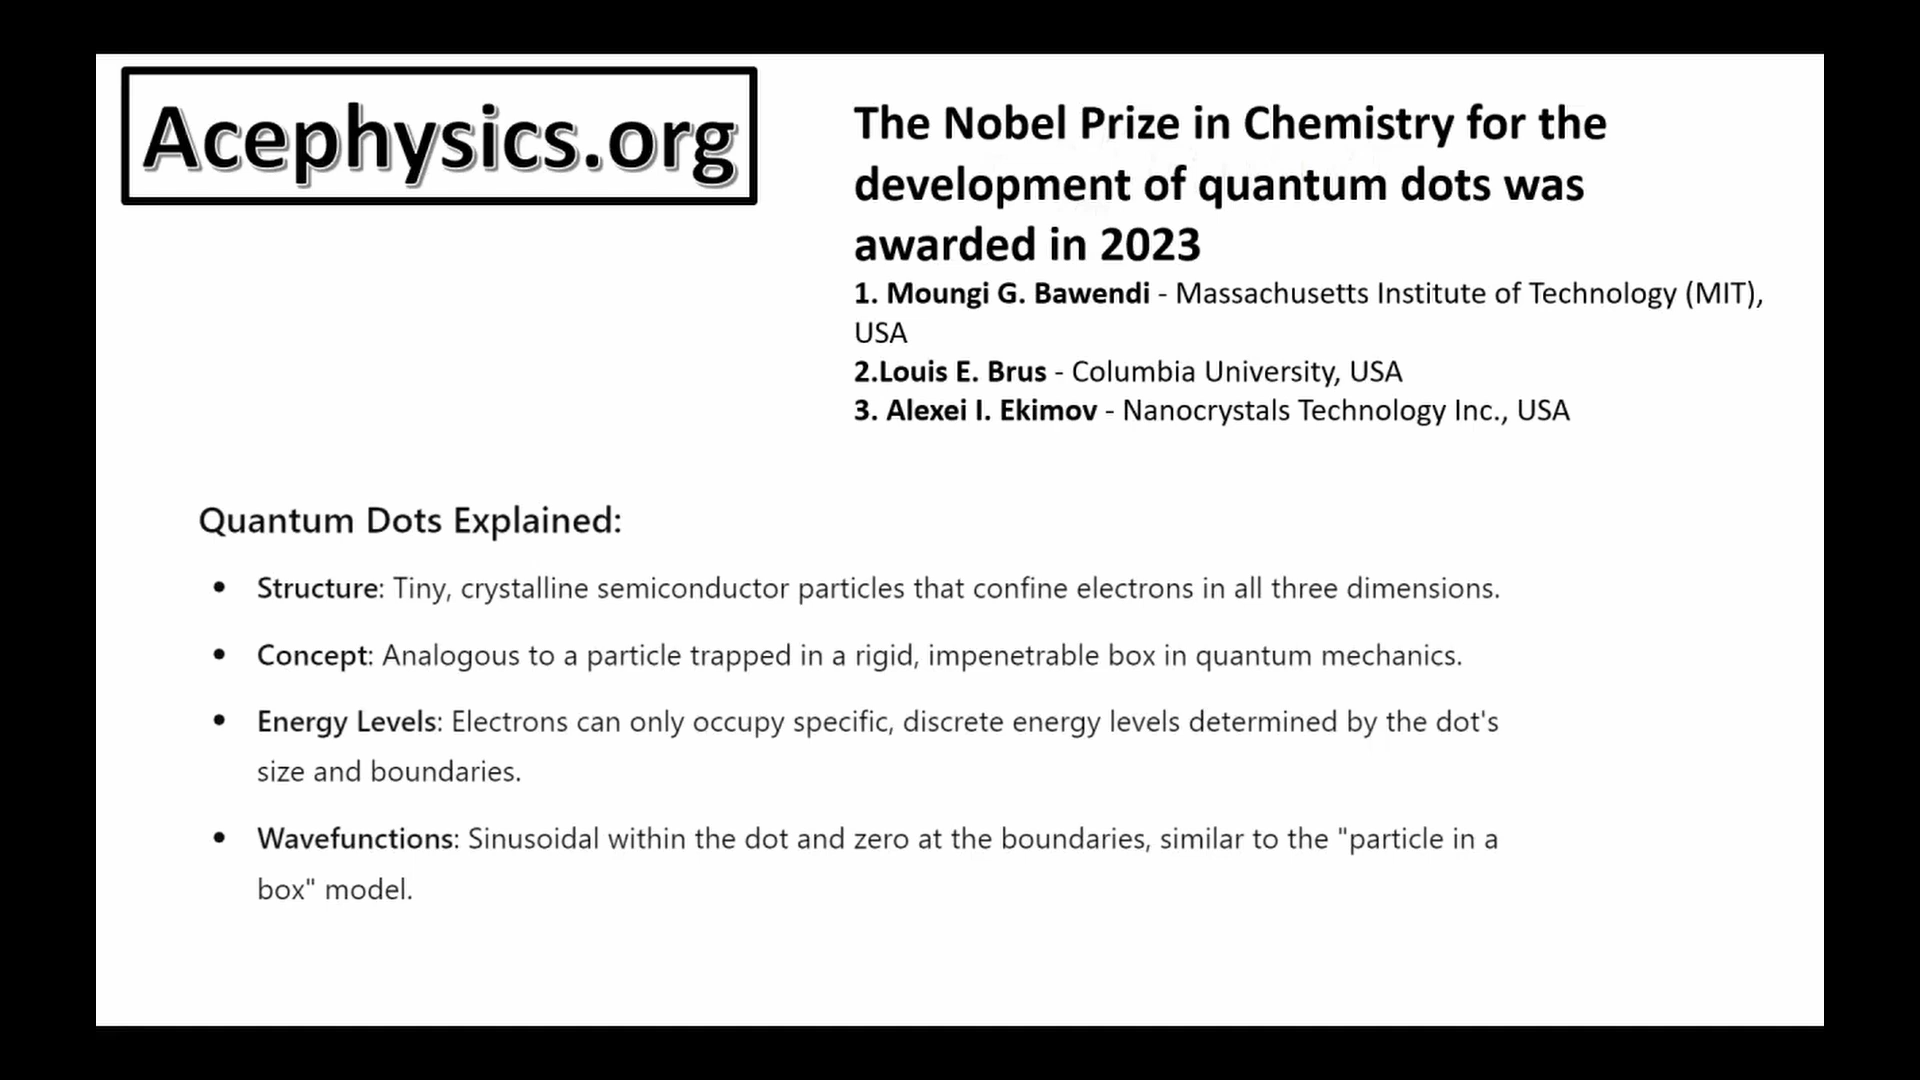 Acephysics.org
The Nobel Prize in Chemistry for the
development of quantum dots was
awarded in 2023
1. Moungi G. Bawendi - Massachusetts Institute of Technology (MIT),
USA
2.Louis E. Brus - Columbia University, USA
3. Alexei I. Ekimov - Nanocrystals Technology Inc., USA
Quantum Dots Explained:
• Structure: Tiny, crystalline semiconductor particles that confine electrons in all three dimensions.
• Concept: Analogous to a particle trapped in a rigid, impenetrable box in quantum mechanics.
• Energy Levels: Electrons can only occupy specific, discrete energy levels determined by the dot's
size and boundaries.
• Wavefunctions: Sinusoidal within the dot and zero at the boundaries, similar to the "particle in a
box" model.